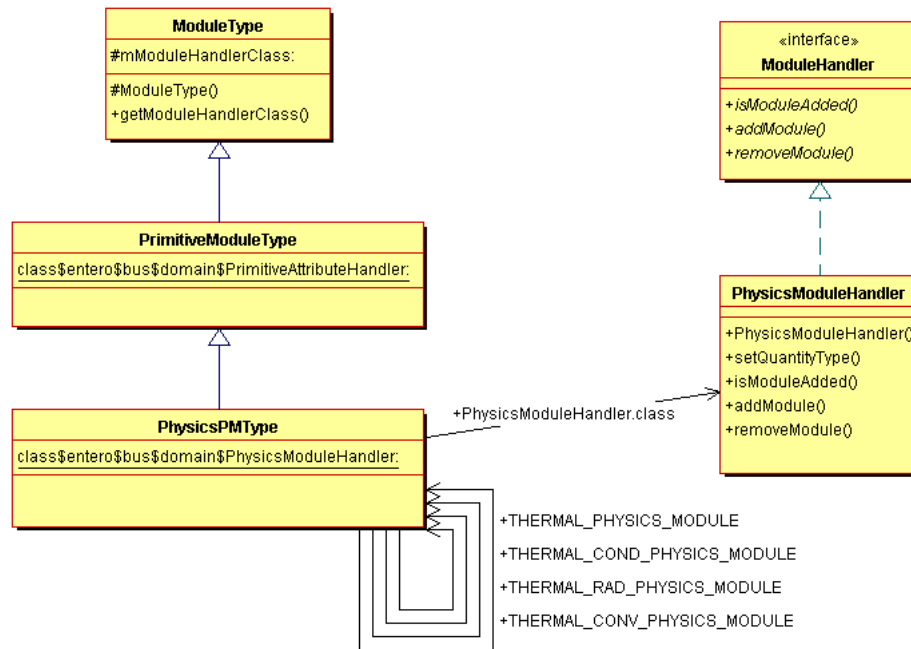 ModuleType
#mModuleHandlerClass:
#ModuleType()
+getModuleHandlerClass()
«interface»
ModuleHandler
+isModuleAdded()
+addModule()
+removeModule()
PrimitiveModuleType
class$entero$bus$domain$PrimitiveAttributeHandler:
PhysicsModuleHandler
+PhysicsModuleHandler()
+setQuantityType()
+isModuleAdded()
+addModule()
+removeModule()
+PhysicsModuleHandler.class
PhysicsPMType
class$entero$bus$domain$PhysicsModuleHandler:
+THERMAL_PHYSICS_MODULE
+THERMAL_COND_PHYSICS_MODULE
+THERMAL_RAD_PHYSICS_MODULE
+THERMAL_CONV_PHYSICS_MODULE